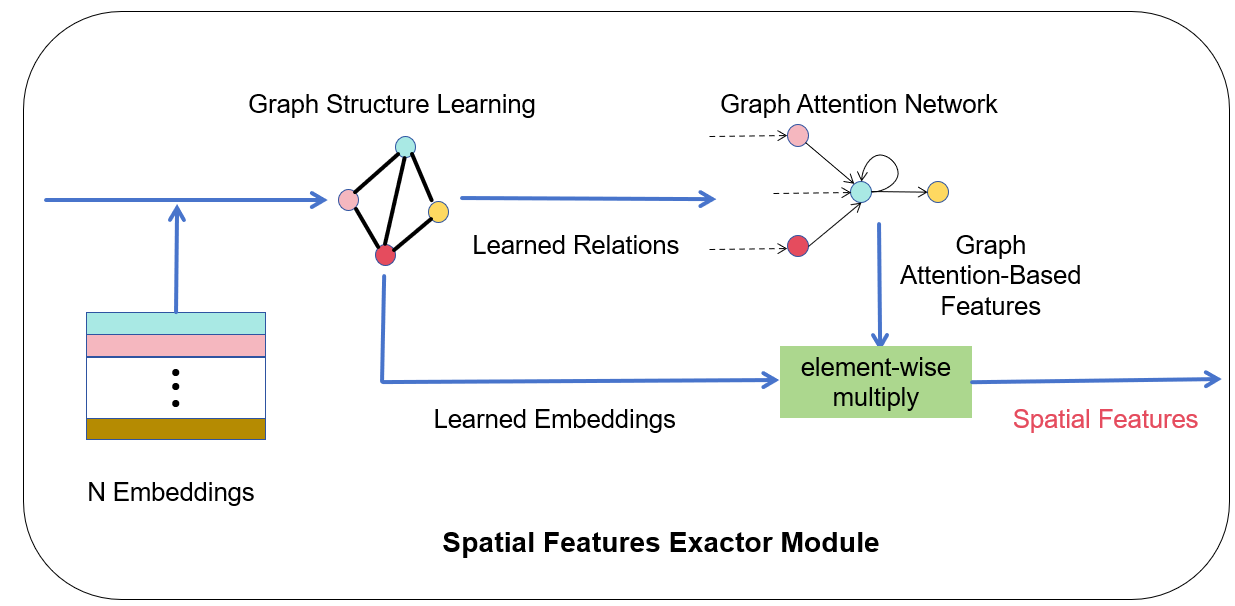 Graph Structure Learning
Graph Attention Network
Learned Relations
Graph
Attention-Based
Features
element-wise
multiply
Learned Embeddings
Spatial Features
N Embeddings
Spatial Features Exactor Module